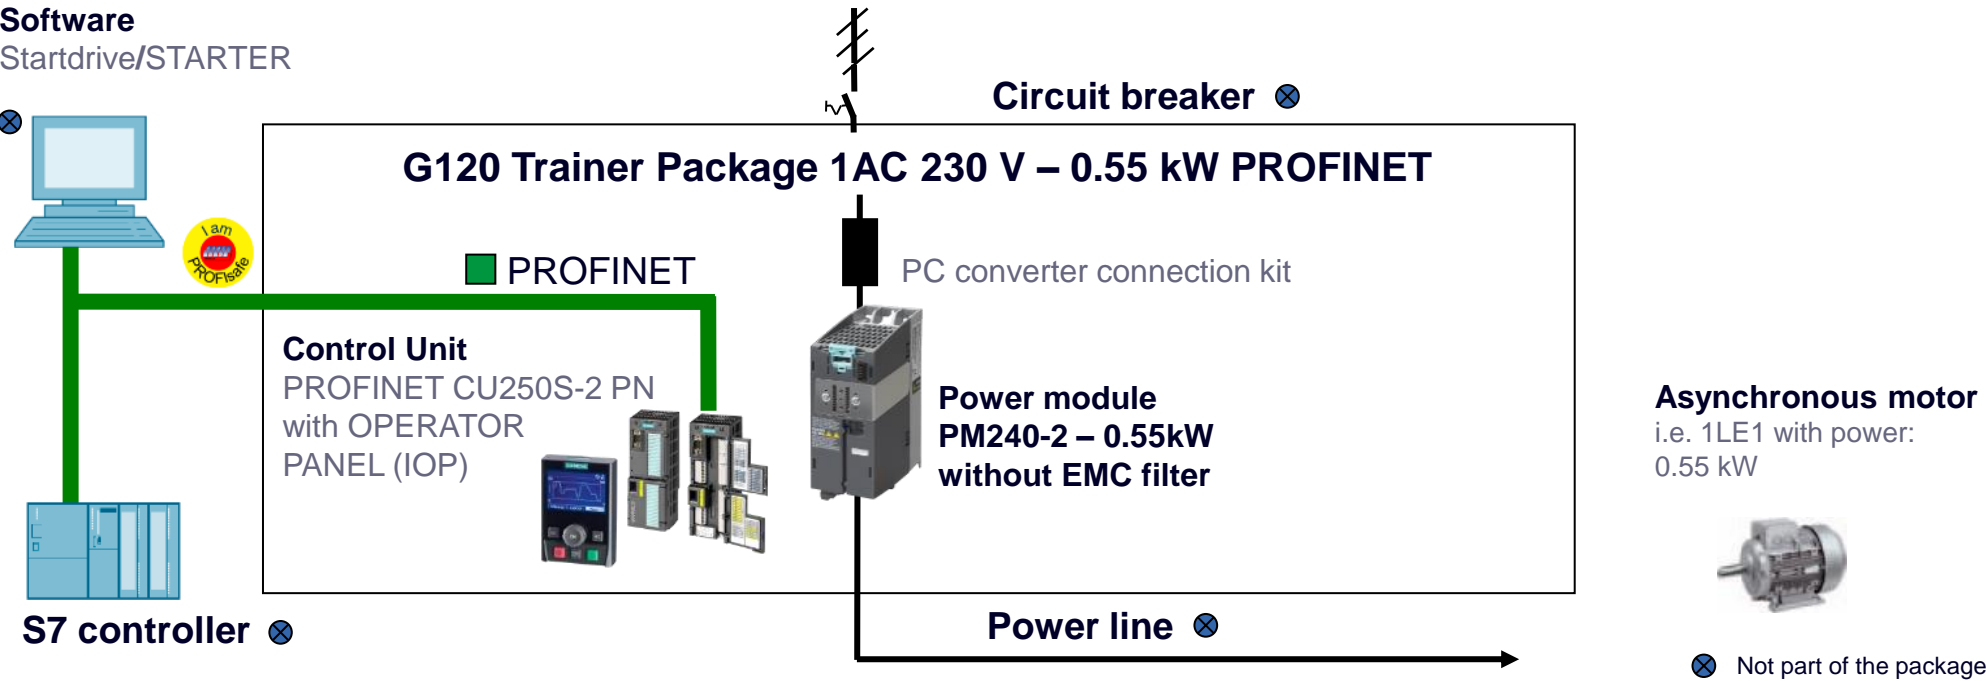 Software
Startdrive/STARTER
Circuit breaker
G120 Trainer Package 1AC 230 V – 0.55 kW PROFINET
I am
PROFIsafe
PROFINET
PC converter connection kit
Control Unit
PROFINET CU250S-2 PN
with OPERATOR
PANEL (IOP)
Power module
PM240-2 – 0.55kW
without EMC filter
Asynchronous motor
i.e. 1LE1 with power:
0.55 kW
S7 controller
Power line
Not part of the package